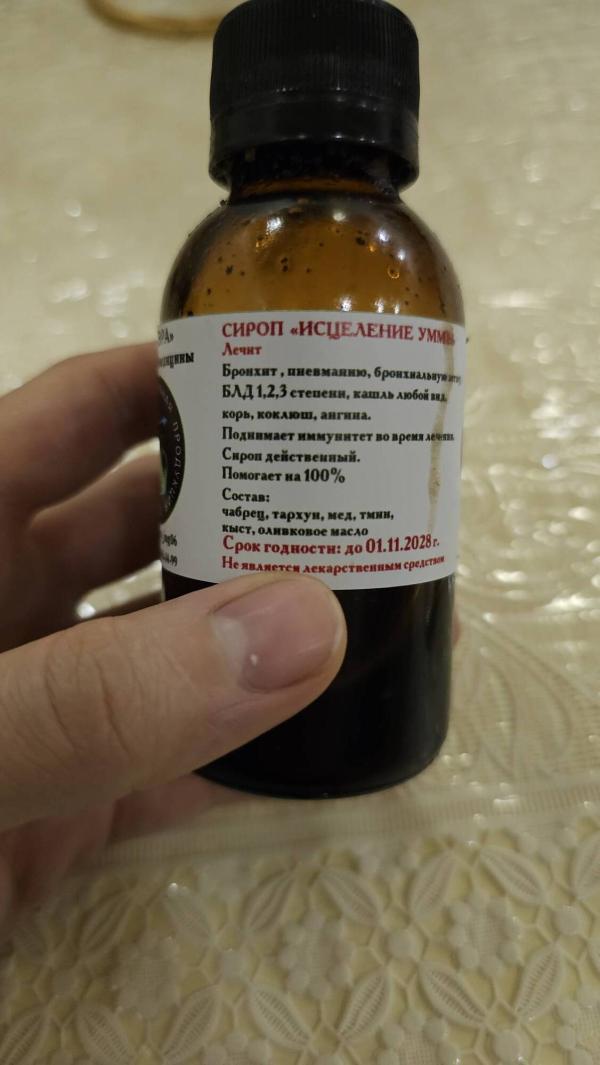 СИРОП «ИСЦЕЛЕНИЕ УММЫ»
Лечит
Бронхит , пневманию, бронхиальную
БЛД 1,2,3 степени, кашль любой вид,
корь, коклюш, ангина.
Поднимает иммунитет во время лечения.
Сироп действенный.
Помогает на 100%
Состав:
чабрец, тархун, мед, тмин,
кыст, оливковое масло
Срок годности: до 01.11.2028 г.
Не является лекарственным средством